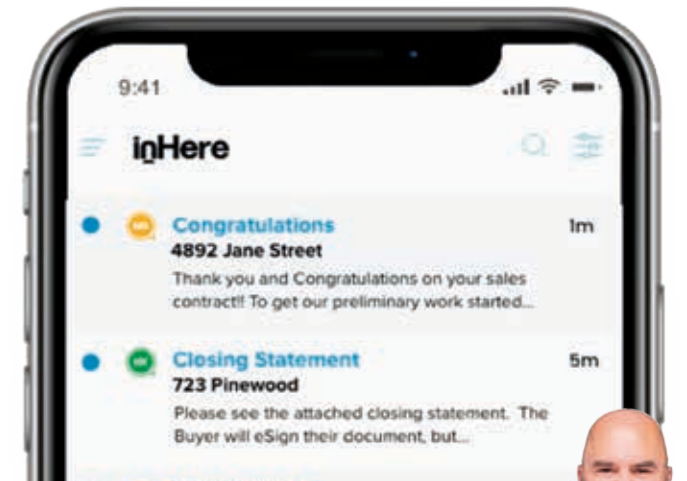 9:41
inHere
Congratulations
1m
4892 Jane Street
Thank you and Congratulations on your sales
contract!! To get our preliminary work started...
Closing Statement
5m
723 Pinewood
Please see the attached closing statement. The
Buyer will eSign their document, but...